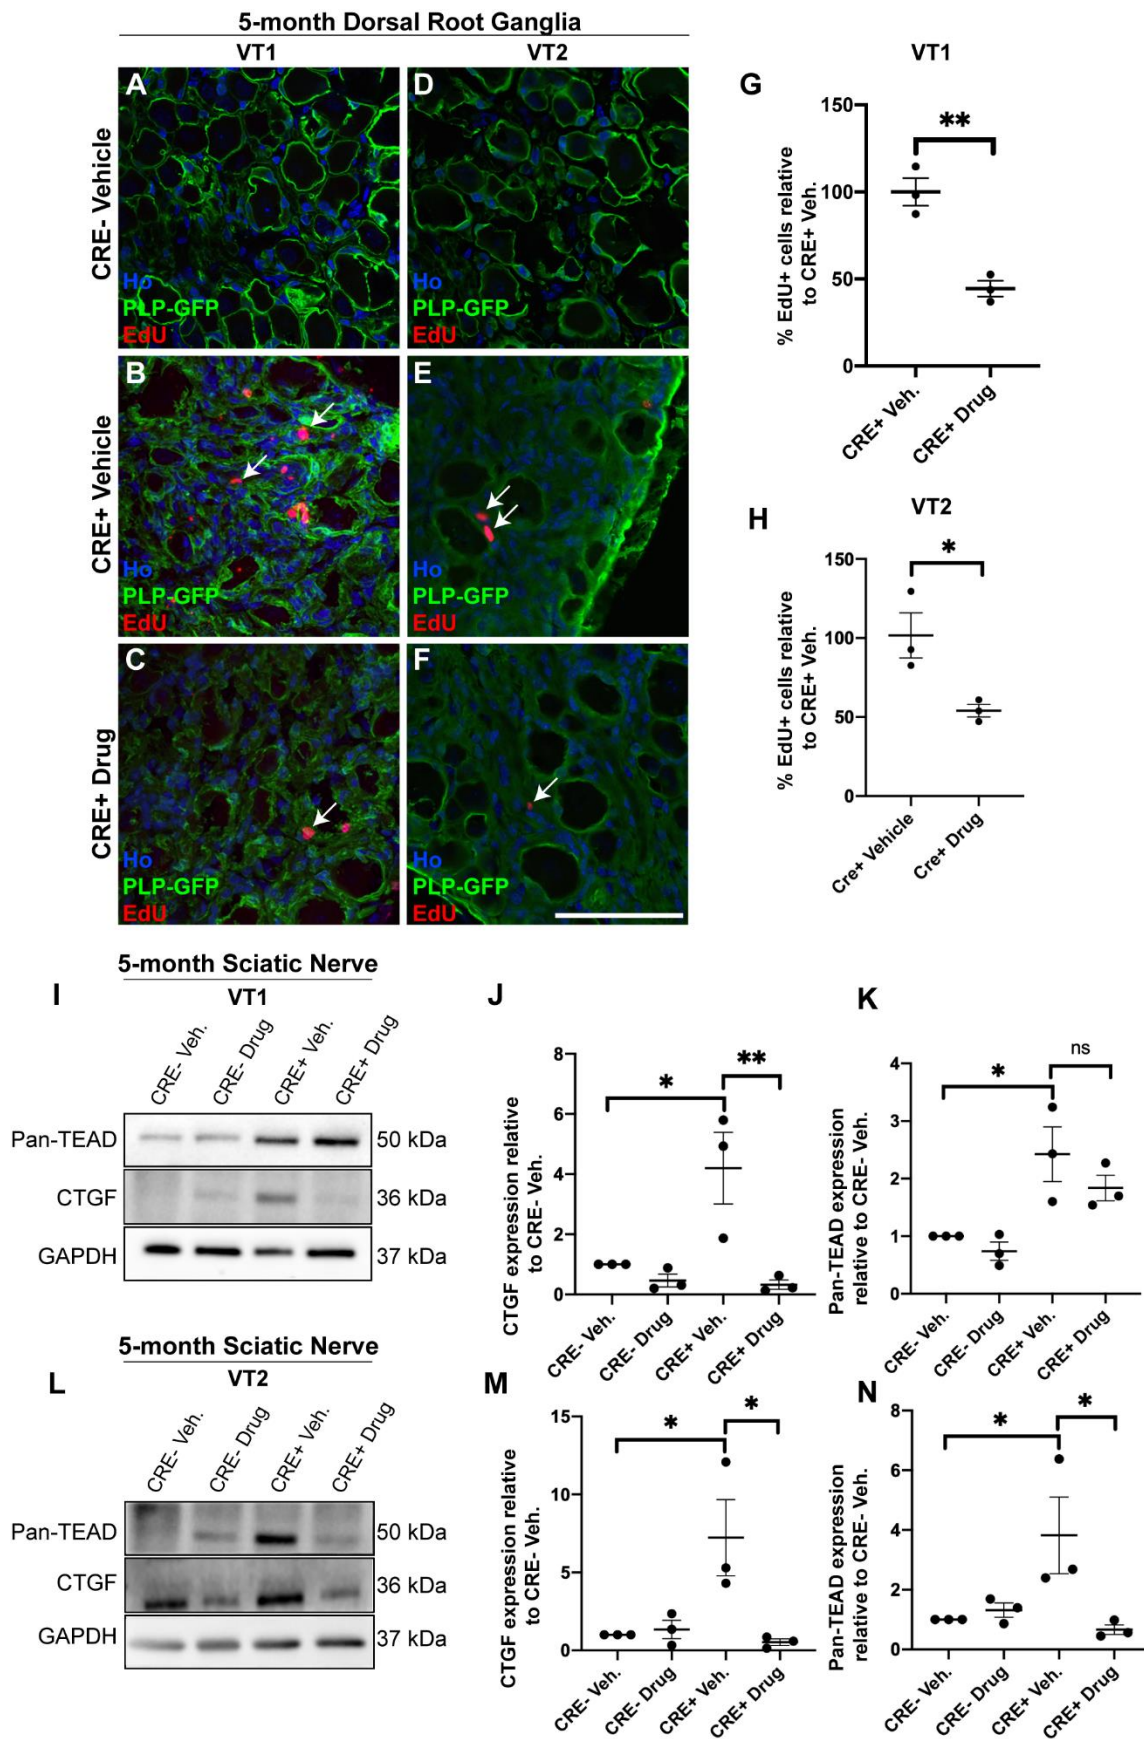 5-month Dorsal Root Ganglia
VT1
VT2
CRE- Vehicle
A
Ho
PLP-GFP
EdU
D
Ho
PLP-GFP
EdU
CRE+ Vehicle
B
Ho
PLP-GFP
EdU
E
Ho
PLP-GFP
EdU
CRE+ Drug
C
Ho
PLP-GFP
EdU
F
Ho
PLP-GFP
EdU
G
VT1
% EdU+ cells relative
to CRE+ Veh.
150
100
50
0
**
CRE+ Veh.
CRE+ Drug
H
VT2
% EdU+ cells relative
to CRE+ Veh.
150
100
50
0
*
Cre+ Vehicle
Cre+ Drug
5-month Sciatic Nerve
I
VT1
CRE- Veh.
CRE- Drug
CRE+ Veh.
CRE+ Drug
Pan-TEAD
50 kDa
CTGF
36 kDa
GAPDH
37 kDa
J
CTGF expression relative
to CRE- Veh.
8
6
4
2
0
*
**
CRE- Veh.
CRE- Drug
CRE+ Veh.
CRE+ Drug
K
Pan-TEAD expression
relative to CRE- Veh.
4
3
2
1
0
*
ns
CRE- Veh.
CRE- Drug
CRE+ Veh.
CRE+ Drug
5-month Sciatic Nerve
L
VT2
CRE- Veh.
CRE- Drug
CRE+ Veh.
CRE+ Drug
Pan-TEAD
50 kDa
CTGF
36 kDa
GAPDH
37 kDa
M
CTGF expression relative
to CRE- Veh.
15
10
5
0
*
*
CRE- Veh.
CRE- Drug
CRE+ Veh.
CRE+ Drug
N
Pan-TEAD expression
relative to CRE- Veh.
8
6
4
2
0
*
*
CRE- Veh.
CRE- Drug
CRE+ Veh.
CRE+ Drug